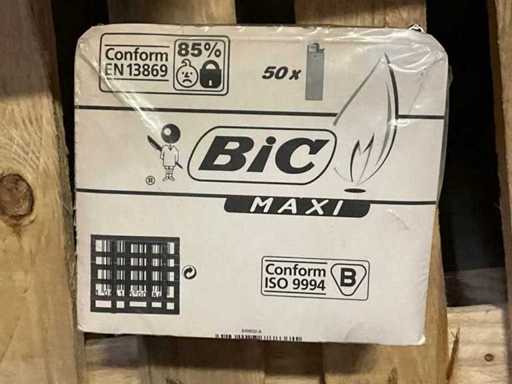 Conform
EN 13869
85%
50x
BiC
®
MAXI
Conform
ISO 9994
B